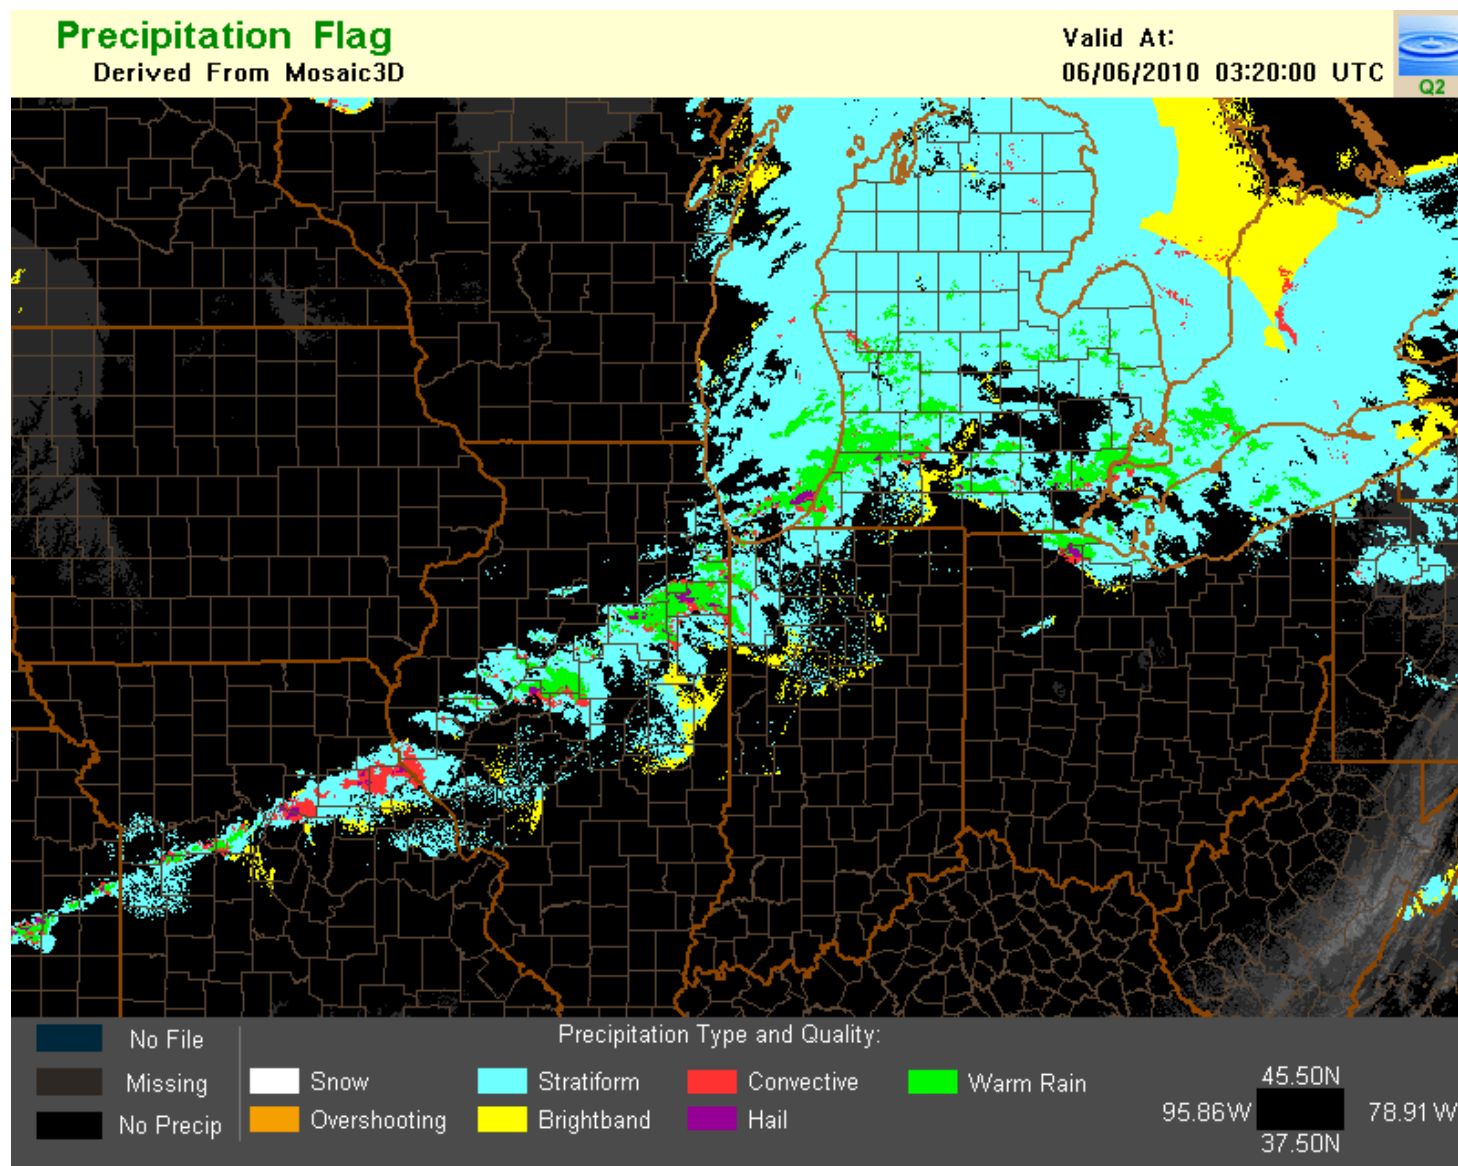 Precipitation Flag
Derived From Mosaic3D
Valid At:
06/06/2010 03:20:00 UTC
Q2
Precipitation Type and Quality:
No File
Missing
No Precip
Snow
Stratiform
Convective
Warm Rain
Overshooting
Brightband
Hail
45.50N
95.86W
78.91W
37.50N